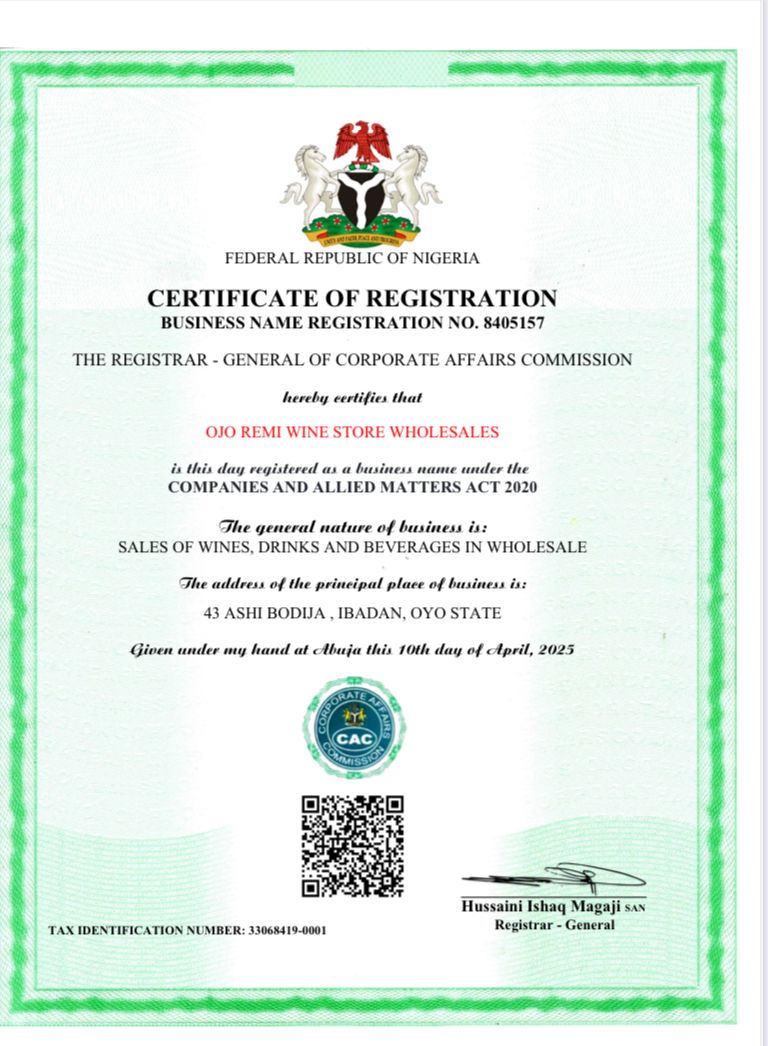 UNITY AND FAITH, PEACE AND PROGRESS
FEDERAL REPUBLIC OF NIGERIA
CERTIFICATE OF REGISTRATION
BUSINESS NAME REGISTRATION NO. 8405157
THE REGISTRAR - GENERAL OF CORPORATE AFFAIRS COMMISSION
hereby certifies that
OJO REMI WINE STORE WHOLESALES
is this day registered as a business name under the
COMPANIES AND ALLIED MATTERS ACT 2020
The general nature of business is:
SALES OF WINES, DRINKS AND BEVERAGES IN WHOLESALE
The address of the principal place of business is:
43 ASHI BODIJA , IBADAN, OYO STATE
Given under my hand at Abuja this 10th day of April, 2025
CORPORATE AFFAIRS
CAC
COMMISSION
Hussaini Ishaq Magaji SAN
Registrar - General
TAX IDENTIFICATION NUMBER: 33068419-0001